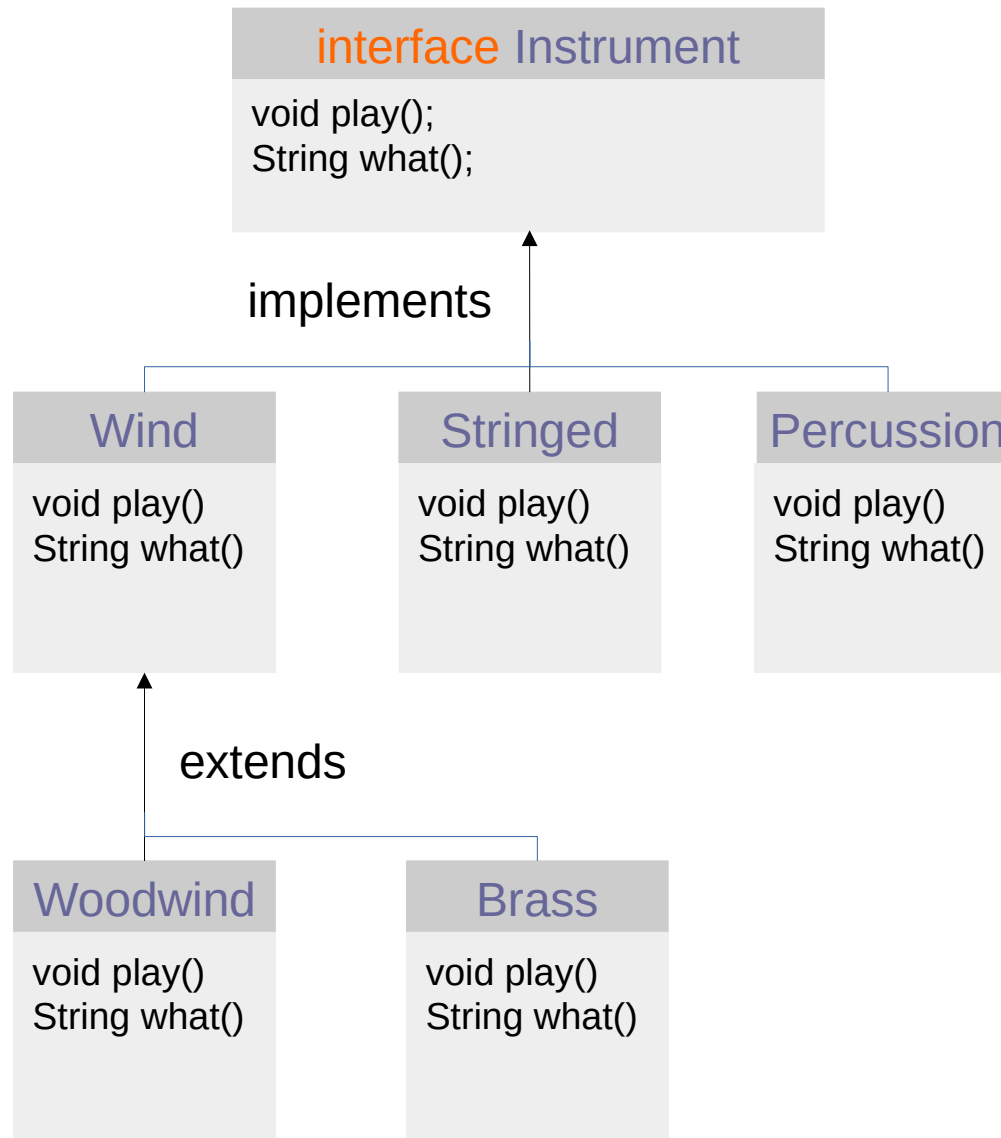 interface Instrument
void play();
String what();
implements
Wind
void play()
String what()
Stringed
void play()
String what()
Percussion
void play()
String what()
extends
Woodwind
void play()
String what()
Brass
void play()
String what()